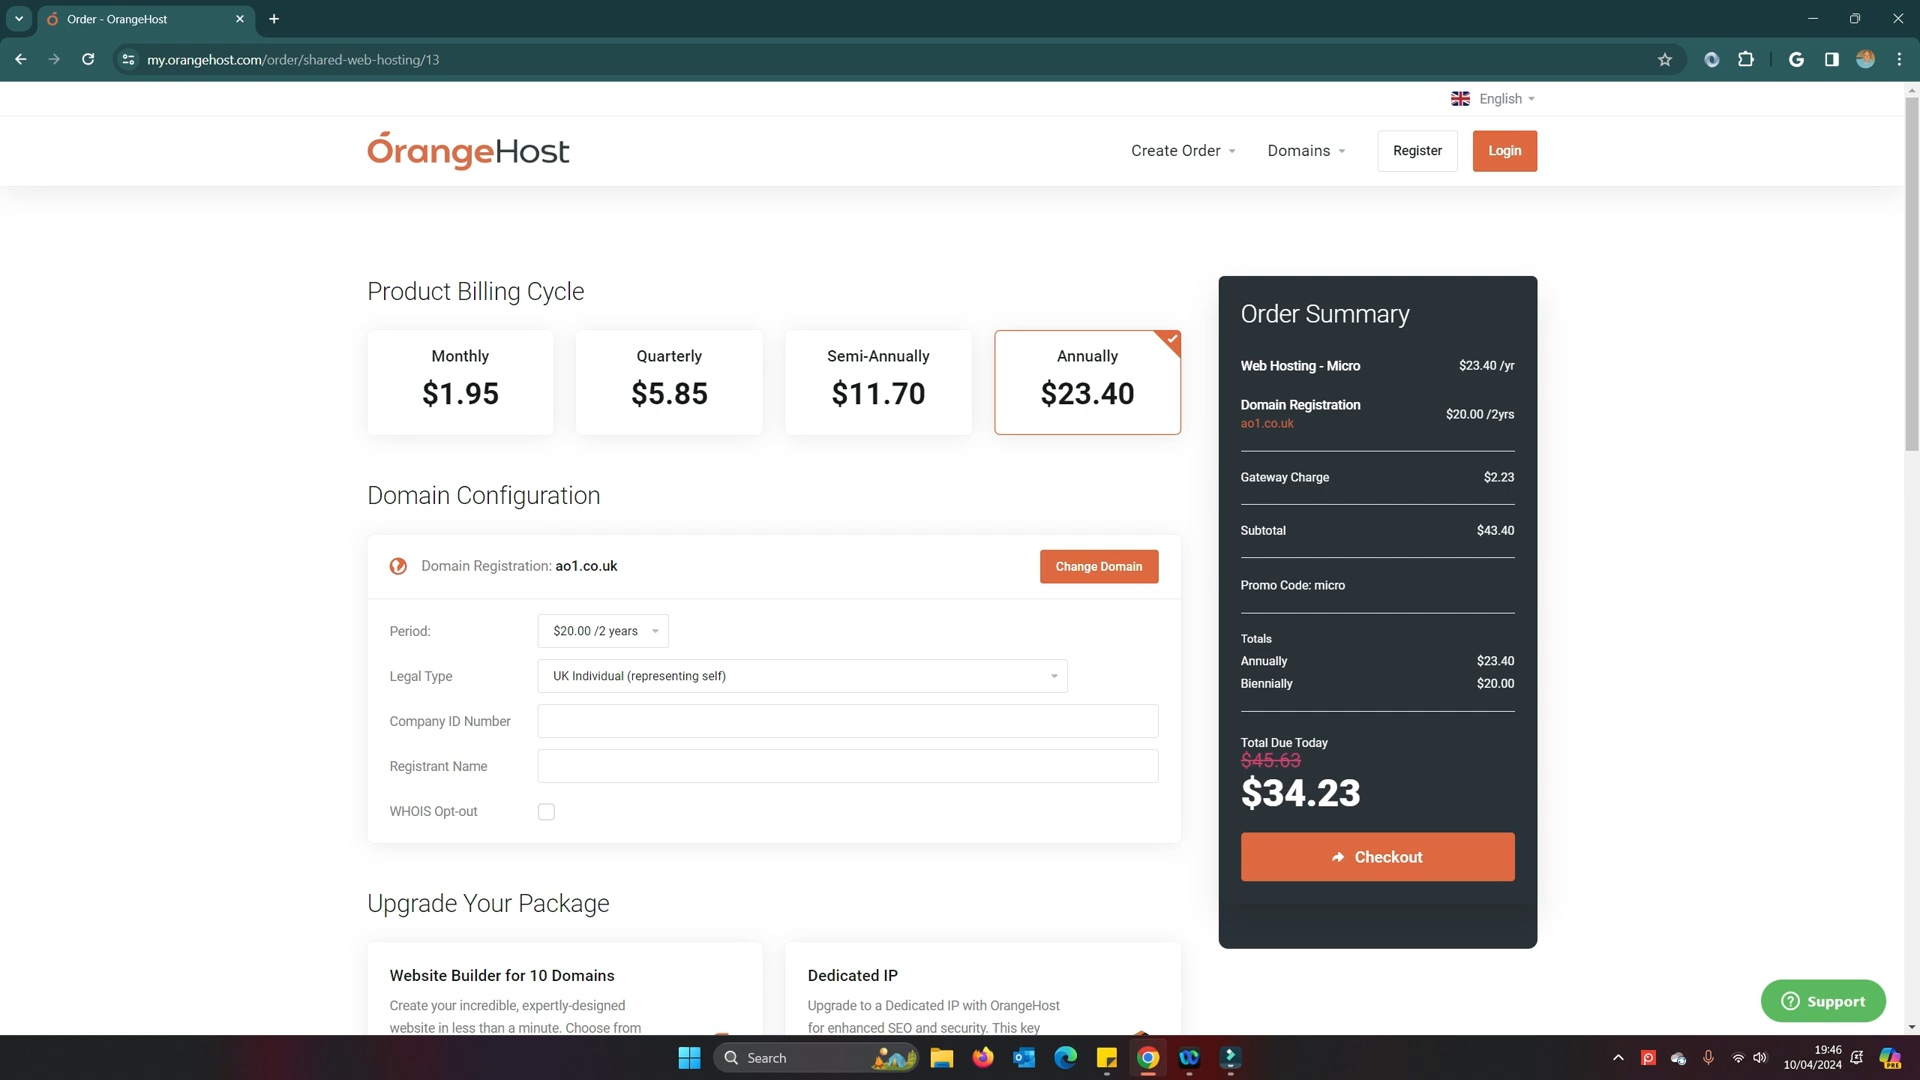 Order - OrangeHost
my.orangehost.com/order/shared-web-hosting/13
English
OrangeHost
Create Order
Domains
Register
Login
Product Billing Cycle
Monthly
$1.95
Quarterly
$5.85
Semi-Annually
$11.70
Annually
$23.40
Domain Configuration
Domain Registration: ao1.co.uk
Change Domain
Period:
$20.00 /2 years
Legal Type
UK Individual (representing self)
Company ID Number
Registrant Name
WHOIS Opt-out
Upgrade Your Package
Website Builder for 10 Domains
Create your incredible, expertly-designed
website in less than a minute. Choose from
Dedicated IP
Upgrade to a Dedicated IP with OrangeHost
for enhanced SEO and security. This key
Order Summary
Web Hosting - Micro $23.40 /yr
Domain Registration
ao1.co.uk
$20.00 /2yrs
Gateway Charge $2.23
Subtotal $43.40
Promo Code: micro
Totals
Annually $23.40
Biennially $20.00
Total Due Today
$45.63
$34.23
Checkout
Support
Search
19:46
10/04/2024
PRE